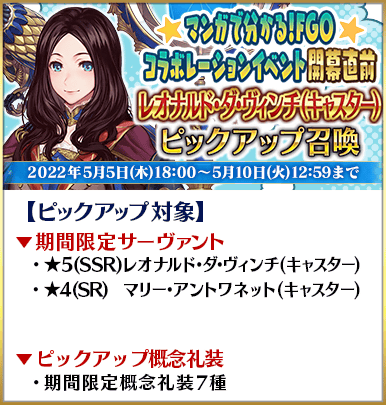 マンガで分かる!FGO
コラボレーションイベント開幕直前
レオナルド・ダ・ヴィンチ(キャスター)
ピックアップ召喚
2022年5月5日(木)18:00～5月10日(火)12:59まで
【ピックアップ対象】
▼期間限定サーヴァント
・★5(SSR)レオナルド・ダ・ヴィンチ(キャスター)
・★4(SR) マリー・アントワネット(キャスター)
▼ピックアップ概念礼装
・期間限定概念礼装7種